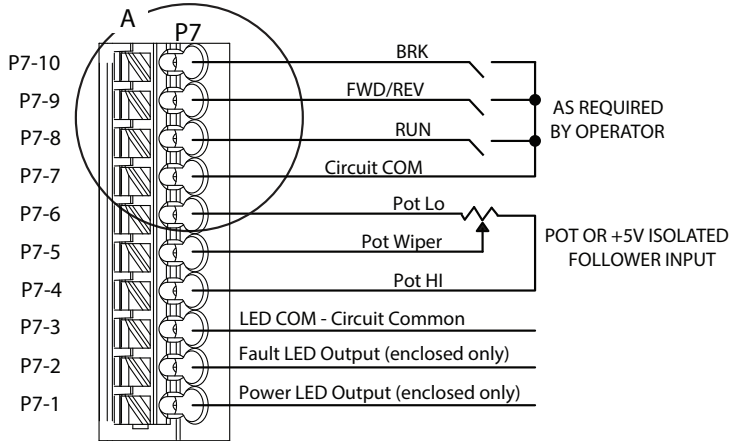 A
P7
P7-10
BRK
P7-9
FWD/REV
AS REQUIRED
BY OPERATOR
P7-8
RUN
P7-7
Circuit COM
P7-6
Pot Lo
P7-5
Pot Wiper
POT OR +5V ISOLATED
FOLLOWER INPUT
P7-4
Pot HI
P7-3
LED COM - Circuit Common
P7-2
Fault LED Output (enclosed only)
P7-1
Power LED Output (enclosed only)